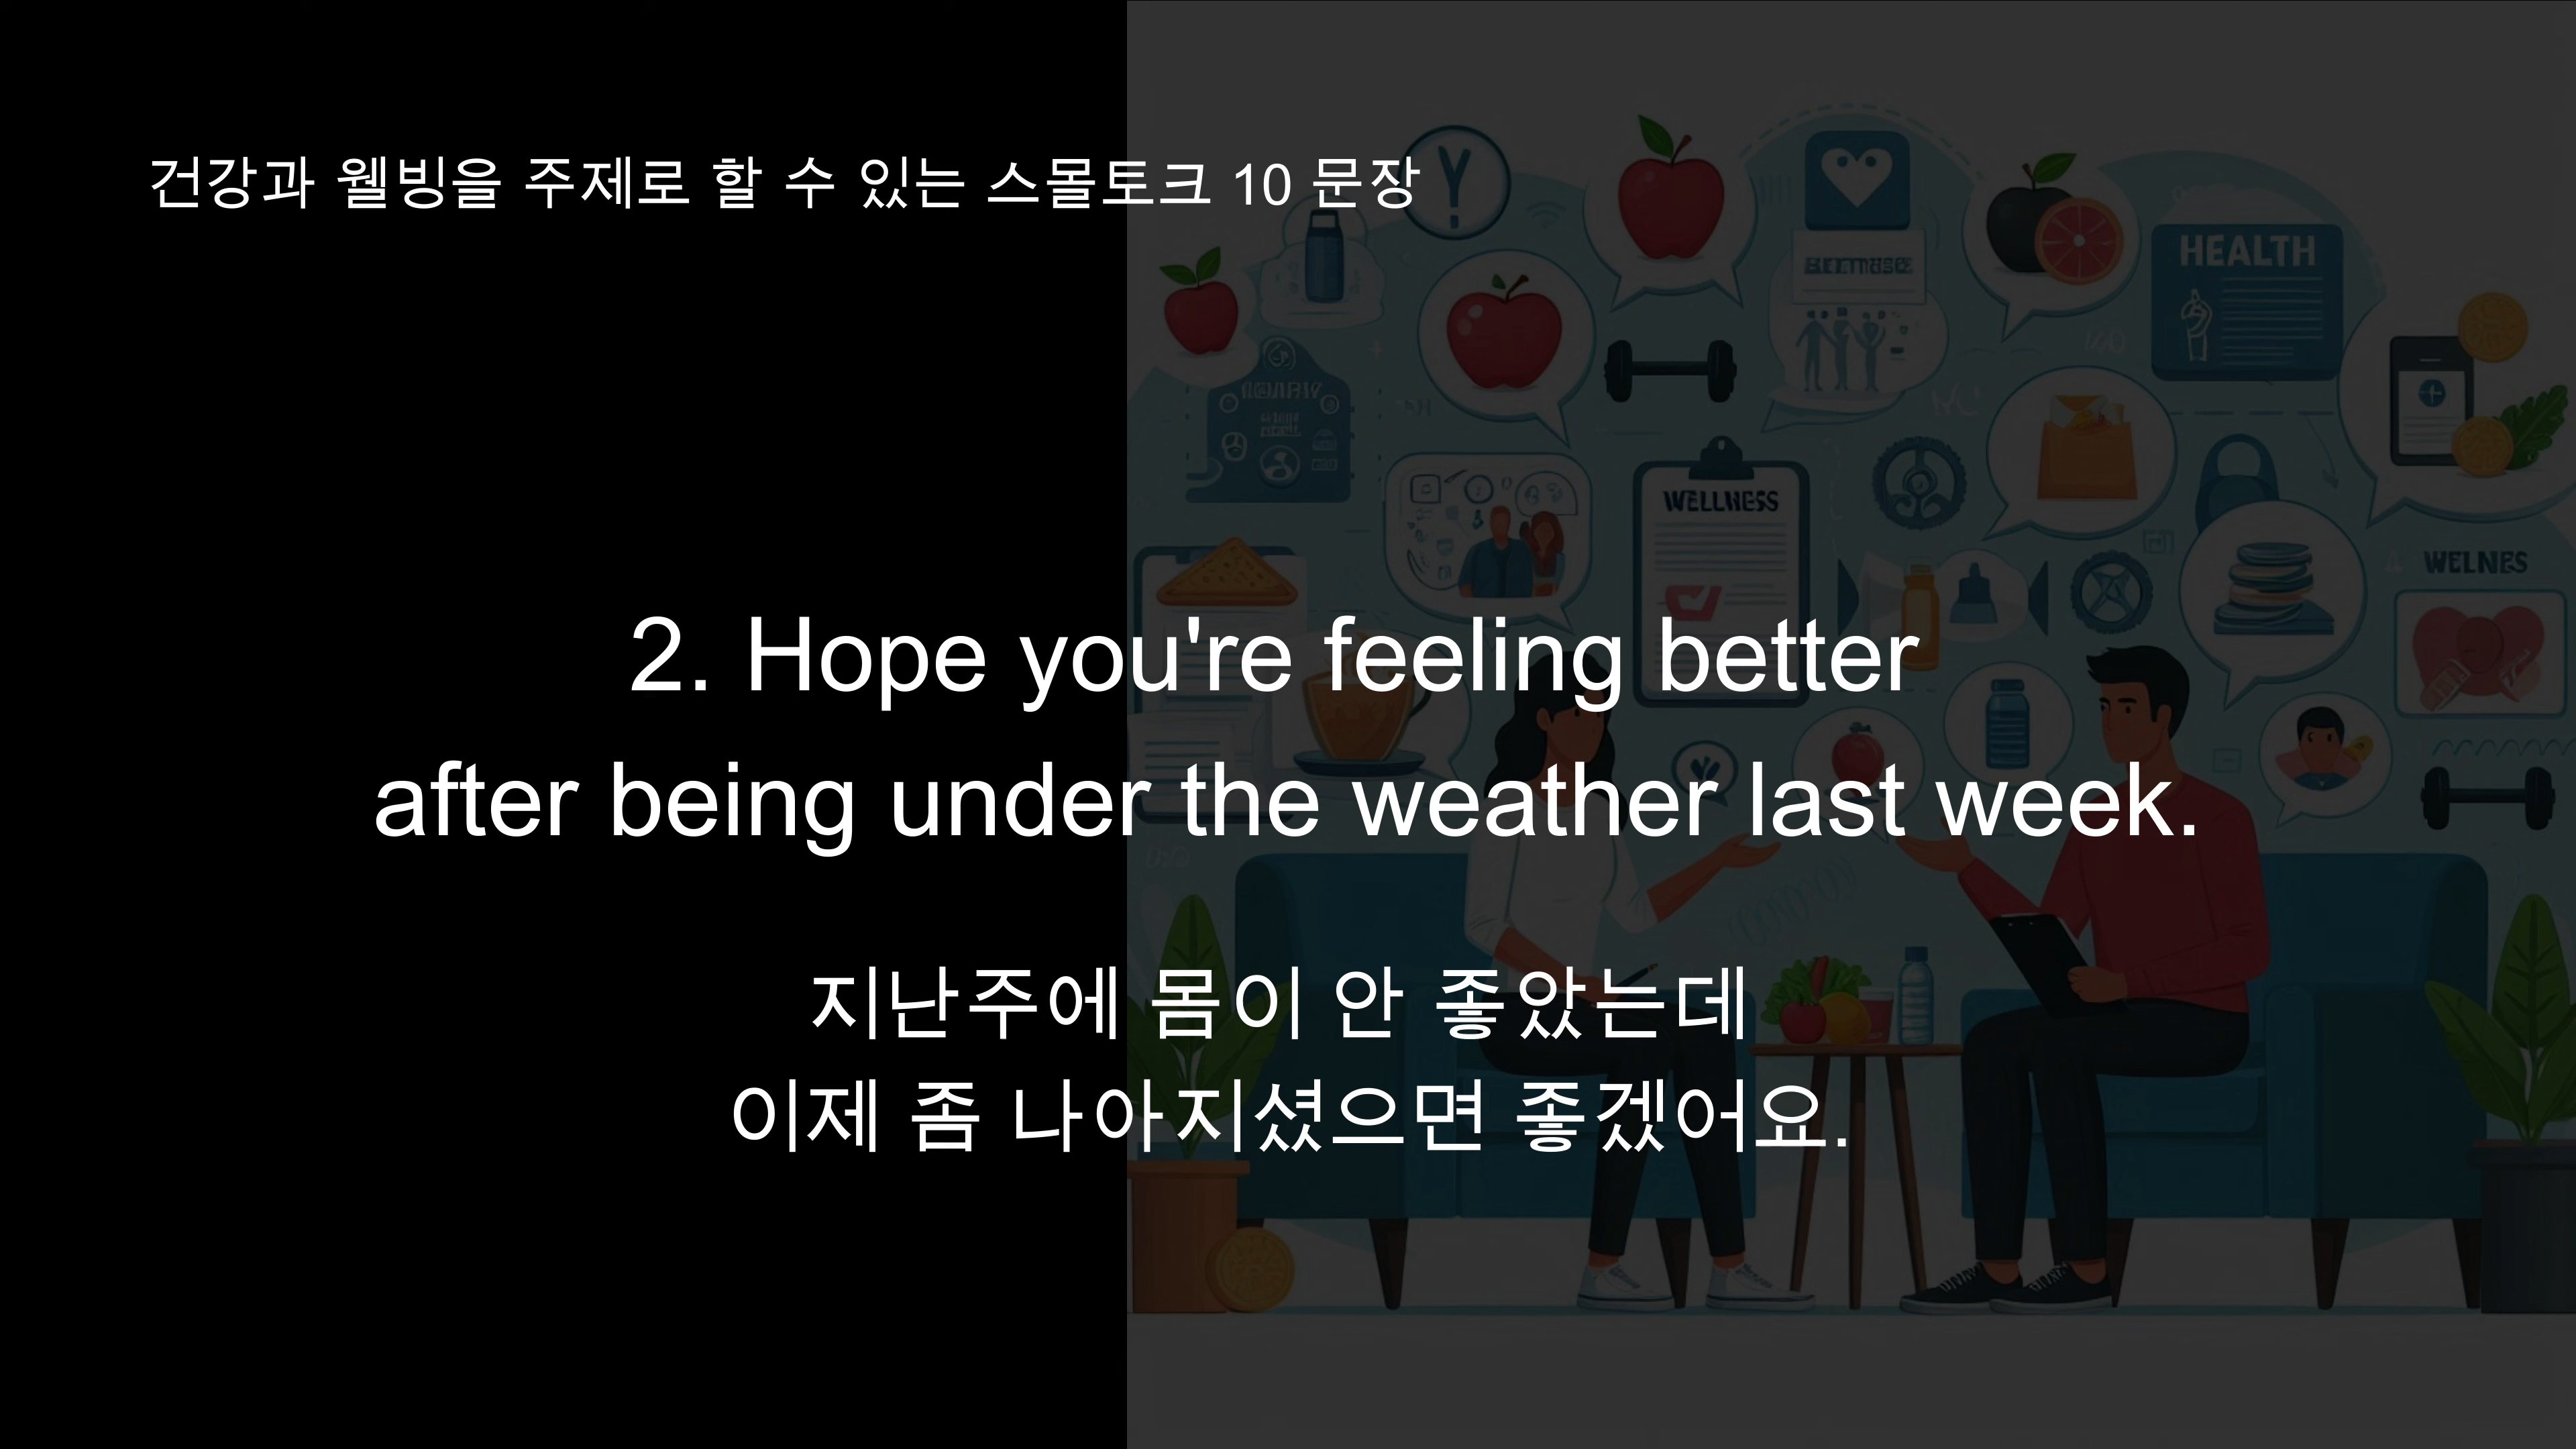 건강과 웰빙을 주제로 할 수 있는 스몰토크 10 문장
HEALTH
WELLNESS
WELNES
2. Hope you're feeling better
after being under the weather last week.
지난주에 몸이 안 좋았는데
이제 좀 나아지셨으면 좋겠어요.